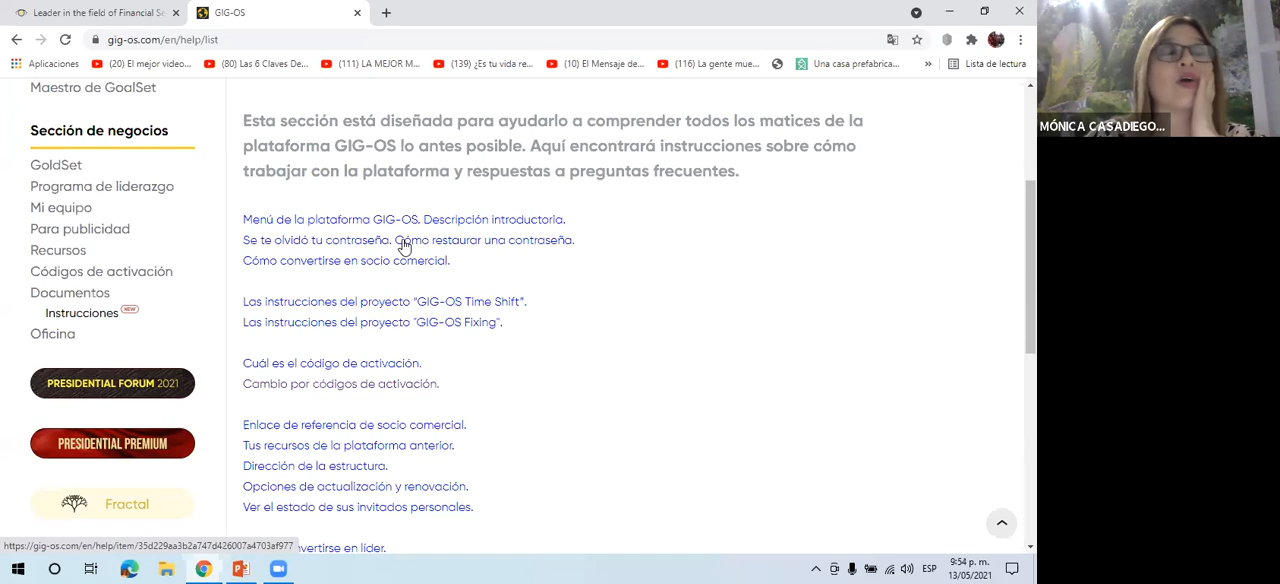 Leader in the field of Financial Se
GIG-OS
gig-os.com/en/help/list
Aplicaciones
(20) El mejor video...
(80) Las 6 Claves De...
(111) LA MEJOR M...
(139) ¿Es tu vida re...
(10) El Mensaje de...
(116) La gente mue...
Una casa prefabrica...
»
Lista de lectura
MÓNICA CASADIEGO...
Maestro de GoalSet
Sección de negocios
GoldSet
Programa de liderazgo
Mi equipo
Para publicidad
Recursos
Códigos de activación
Documentos
Instrucciones NEW
Oficina
PRESIDENTIAL FORUM 2021
PRESIDENTIAL PREMIUM
Fractal
Esta sección está diseñada para ayudarlo a comprender todos los matices de la
plataforma GIG-OS lo antes posible. Aquí encontrará instrucciones sobre cómo
trabajar con la plataforma y respuestas a preguntas frecuentes.
Menú de la plataforma GIG-OS. Descripción introductoria.
Se te olvidó tu contraseña. Cómo restaurar una contraseña.
Cómo convertirse en socio comercial.
Las instrucciones del proyecto “GIG-OS Time Shift”.
Las instrucciones del proyecto "GIG-OS Fixing".
Cuál es el código de activación.
Cambio por códigos de activación.
Enlace de referencia de socio comercial.
Tus recursos de la plataforma anterior.
Dirección de la estructura.
Opciones de actualización y renovación.
Ver el estado de sus invitados personales.
nvertirse en líder.
https://gig-os.com/en/help/item/35d229aa3b2a747d426007a4703af977
ESP
9:54 p. m.
13/05/2021